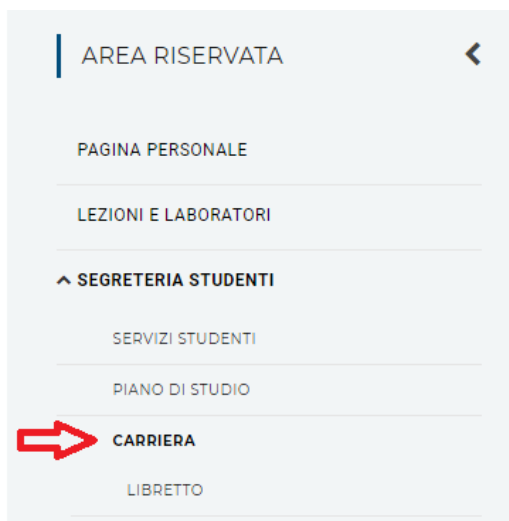 AREA RISERVATA
PAGINA PERSONALE
LEZIONI E LABORATORI
SEGRETERIA STUDENTI
SERVIZI STUDENTI
PIANO DI STUDIO
CARRIERA
LIBRETTO